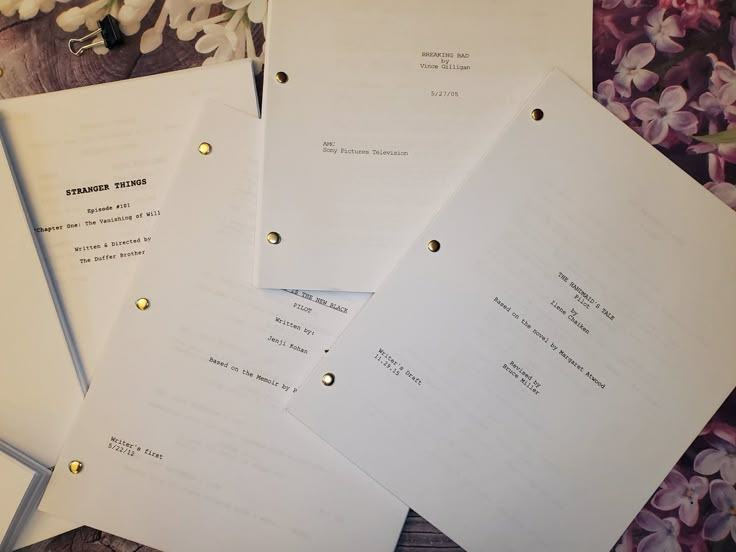 BREAKING BAD
by
Vince Gilligan
5/27/05
AMC
Sony Pictures Television
STRANGER THINGS
Episode #101
"Chapter One: The Vanishing of Will
Written & Directed by
The Duffer Brother
IS THE NEW BLACK
PILOT
Written by:
Jenji Kohan
Based on the Memoir by P
Writer's first
5/22/12
THE HANDMAID'S TALE
Pilot
by
Ilene Chaiken
Based on the novel by Margaret Atwood
Revised by
Bruce Miller
Writer's Draft
11.29.15